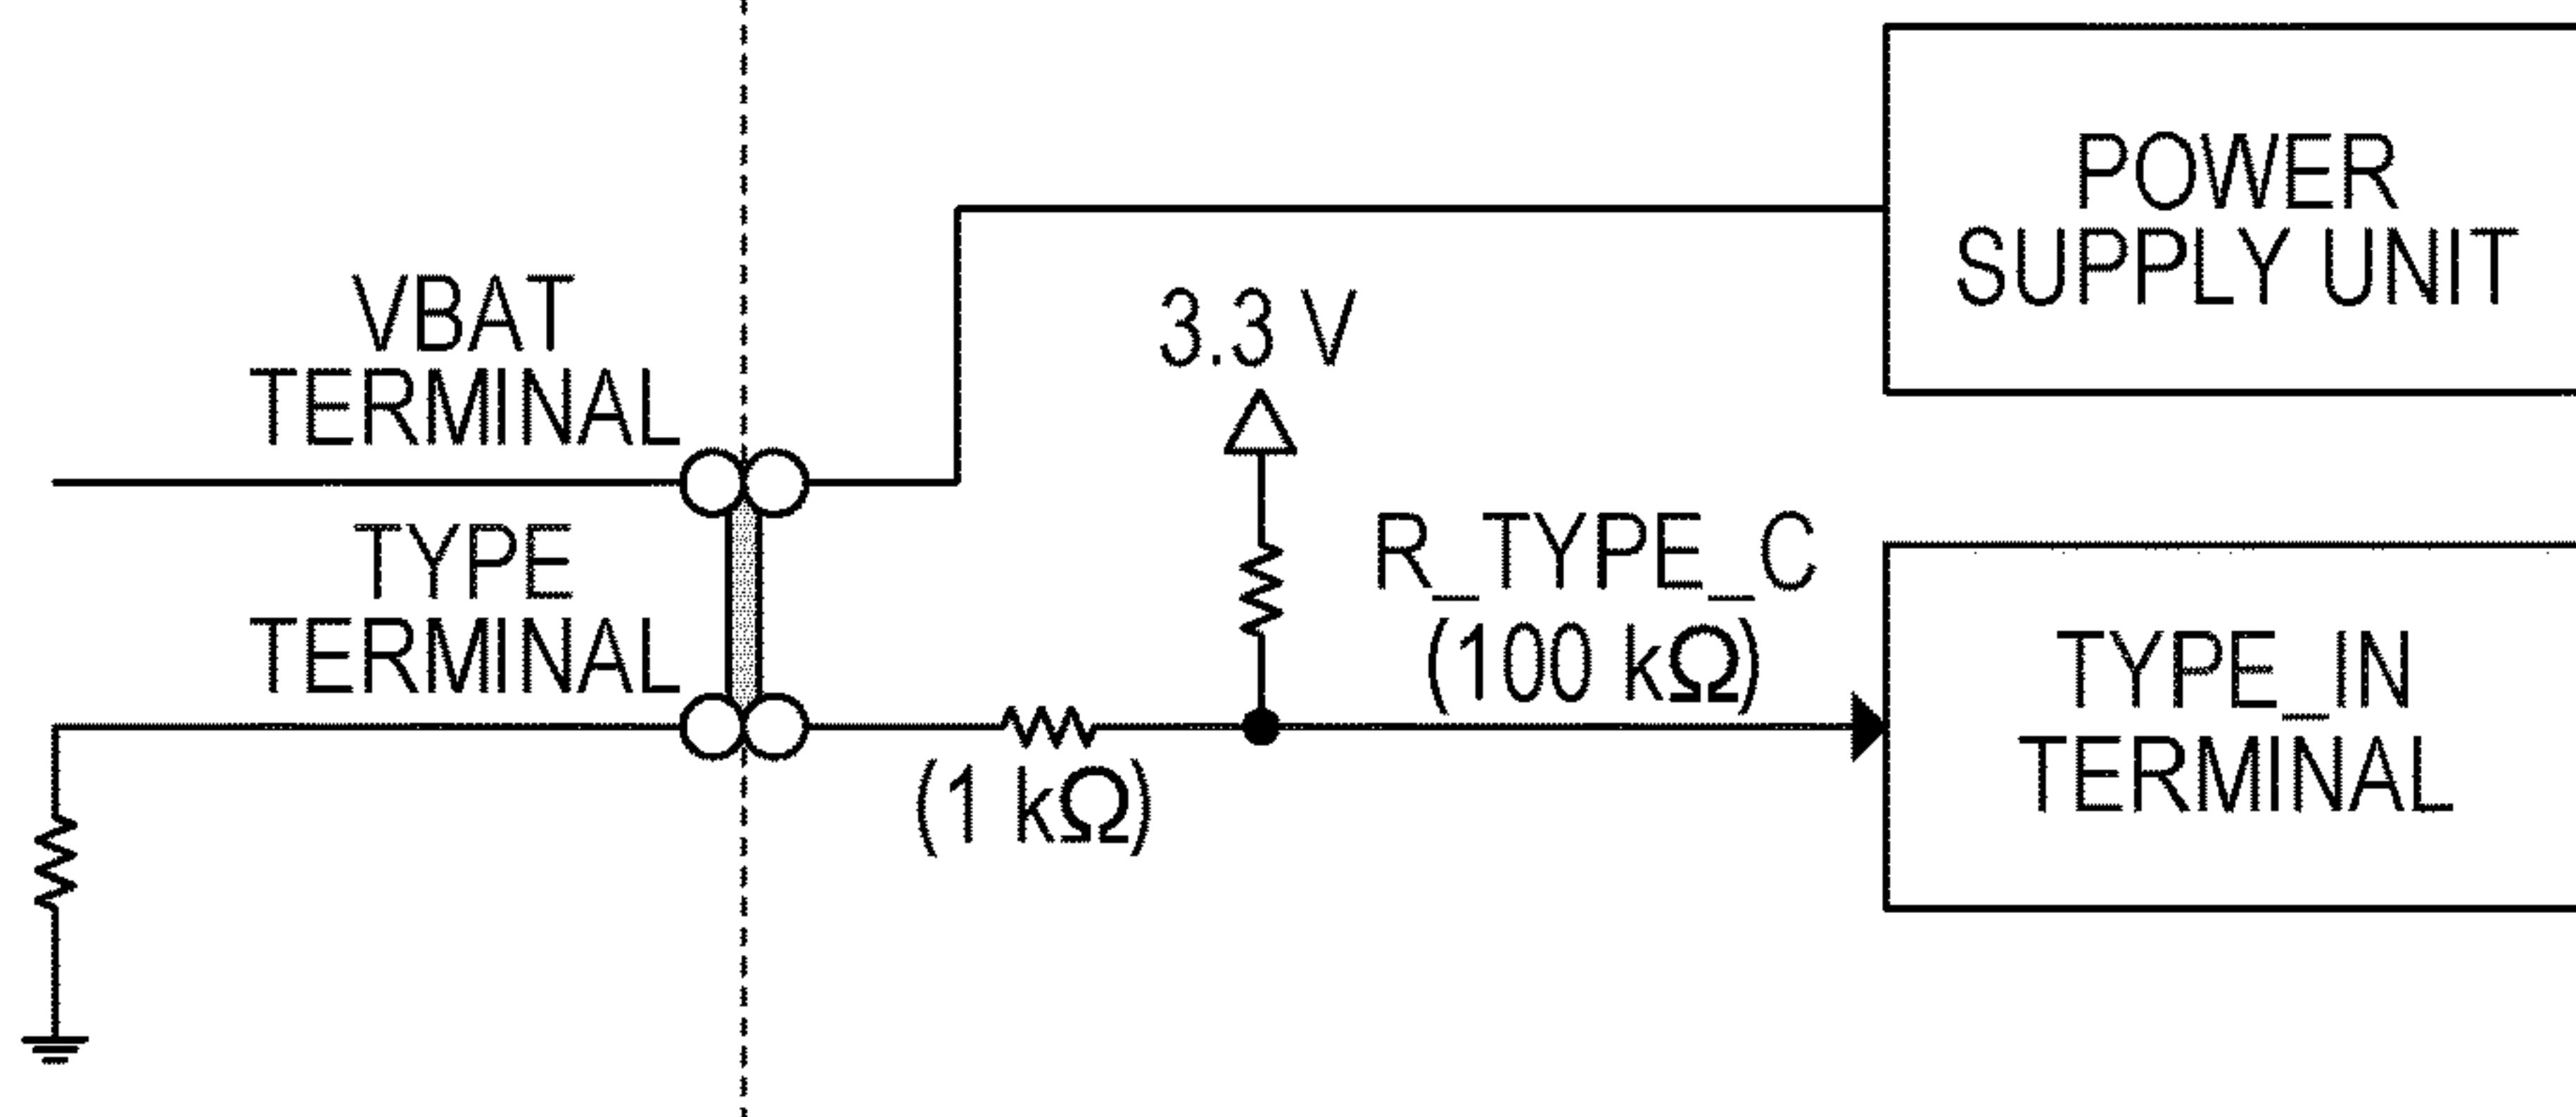 POWER
SUPPLY UNIT
VBAT
TERMINAL
3.3 V
TYPE
TERMINAL
R_TYPE_C
(100 kΩ)
TYPE_IN
TERMINAL
(1 kΩ)